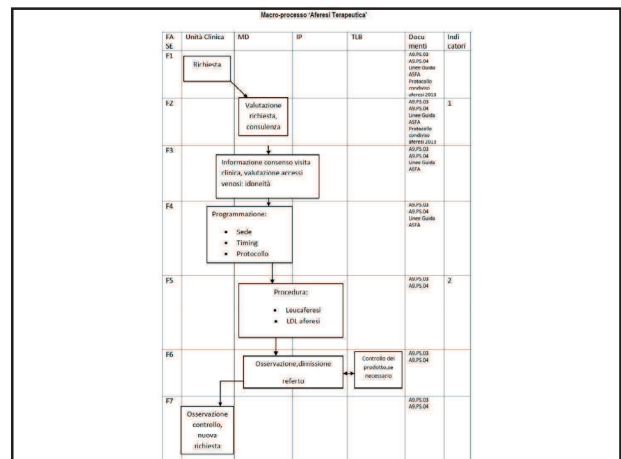 Macro-processo 'Aferesi Terapeutica'
FA SE Unità Clinica MD IP TLB Docu menti Indi catori
F1
Richiesta
A9.PS.03
A9.PS.04
Linee Guida
ASFA
Protocollo
condiviso
aferesi 2013
F2
Valutazione
richiesta,
consulenza
A9.PS.03
A9.PS.04
Linee Guida
ASFA
Protocollo
condiviso
aferesi 2013
1
F3
Informazione consenso visita
clinica, valutazione accessi
venosi: idoneità
A9.PS.03
A9.PS.04
Linee Guida
ASFA
F4
Programmazione:
• Sede
• Timing
• Protocollo
A9.PS.03
A9.PS.04
Linee Guida
ASFA
F5
Procedura:
• Leucaferesi
• LDL aferesi
A9.PS.03
A9.PS.04
2
F6
Osservazione,dimissione
referto
Controllo del
prodotto,se
necessario
A9.PS.03
A9.PS.04
F7
Osservazione
controllo,
nuova
richiesta
A9.PS.03
A9.PS.04